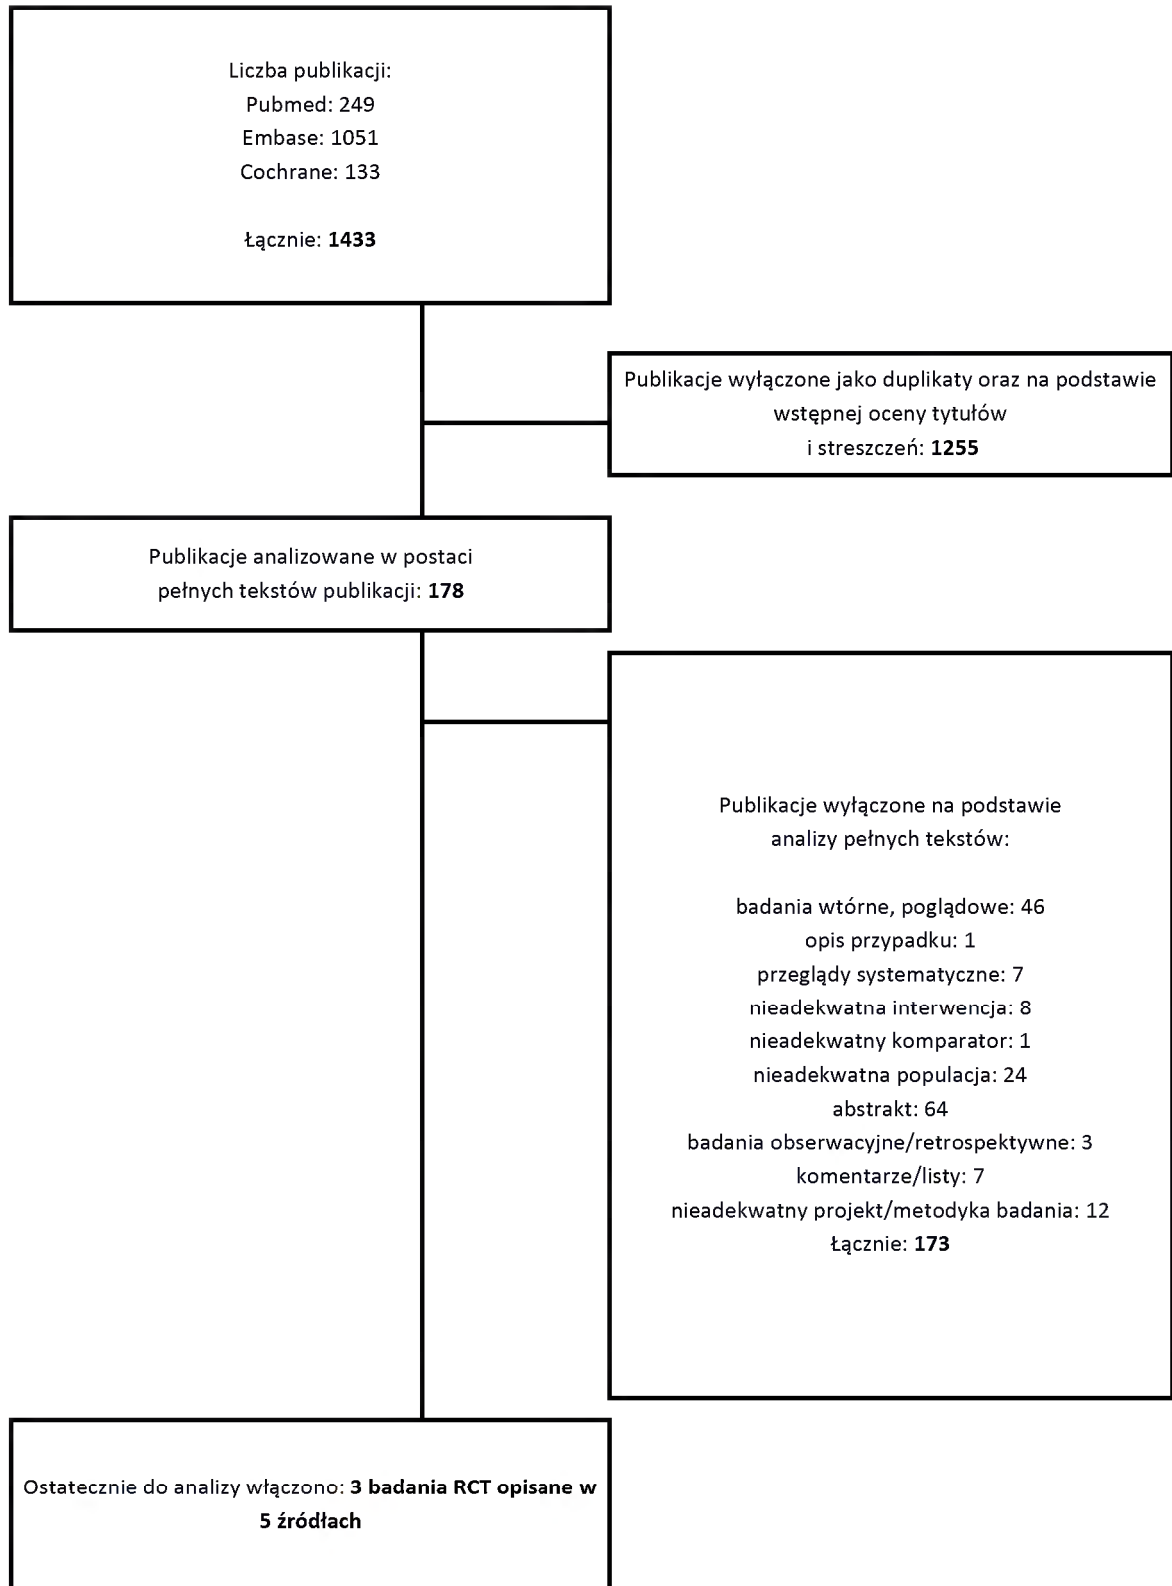 Liczba publikacji:
Pubmed: 249
Embase: 1051
Cochrane: 133
Łącznie: 1433
Publikacje wyłączone jako duplikaty oraz na podstawie
wstępnej oceny tytułów
i streszczeń: 1255
Publikacje analizowane w postaci
pełnych tekstów publikacji: 178
Publikacje wyłączone na podstawie
analizy pełnych tekstów:
badania wtórne, poglądowe: 46
opis przypadku: 1
przeglądy systematyczne: 7
nieadekwatna interwencja: 8
nieadekwatny komparator: 1
nieadekwatna populacja: 24
abstrakt: 64
badania obserwacyjne/retrospektywne: 3
komentarze/listy: 7
nieadekwatny projekt/metodyka badania: 12
Łącznie: 173
Ostatecznie do analizy włączono: 3 badania RCT opisane w
5 źródłach